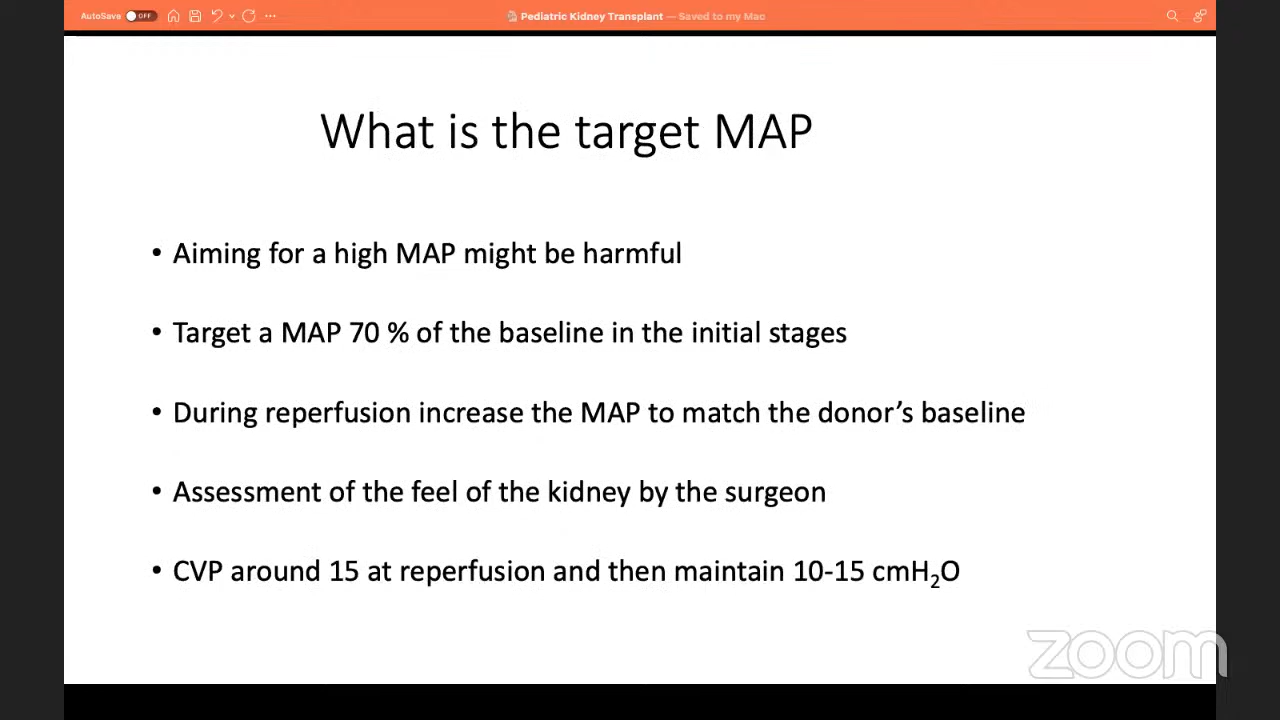 AutoSave OFF
Pediatric Kidney Transplant — Saved to my Mac
What is the target MAP
• Aiming for a high MAP might be harmful
• Target a MAP 70 % of the baseline in the initial stages
• During reperfusion increase the MAP to match the donor’s baseline
• Assessment of the feel of the kidney by the surgeon
• CVP around 15 at reperfusion and then maintain 10-15 cmH₂O
zoom